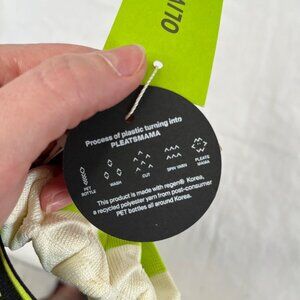 Process of plastic turning into
PLEATSMAMA
PET
BOTTLE
WASH
CUT
SPIN YARN
PLEATS
MAMA
This product is made with regen® Korea,
a recycled polyester yarn from post-consumer
PET bottles all around Korea.